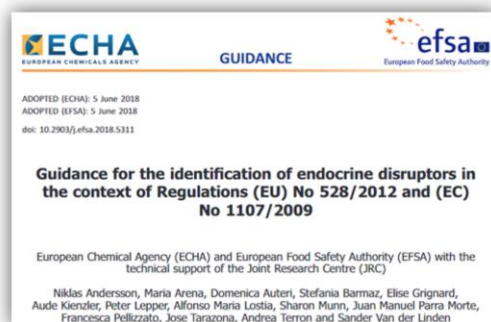 ECHA
EUROPEAN CHEMICALS AGENCY
GUIDANCE
efsa
European Food Safety Authority
ADOPTED (ECHA): 5 June 2018
ADOPTED (EFSA): 5 June 2018
doi: 10.2903/j.efsa.2018.5311
Guidance for the identification of endocrine disruptors in
the context of Regulations (EU) No 528/2012 and (EC)
No 1107/2009
European Chemical Agency (ECHA) and European Food Safety Authority (EFSA) with the
technical support of the Joint Research Centre (JRC)
Niklas Andersson, Maria Arena, Domenica Auteri, Stefania Barmaz, Elise Grignard,
Aude Kienzler, Peter Lepper, Alfonso Maria Lostia, Sharon Munn, Juan Manuel Parra Morte,
Francesca Pellizzato, Jose Tarazona, Andrea Terron and Sander Van der Linden